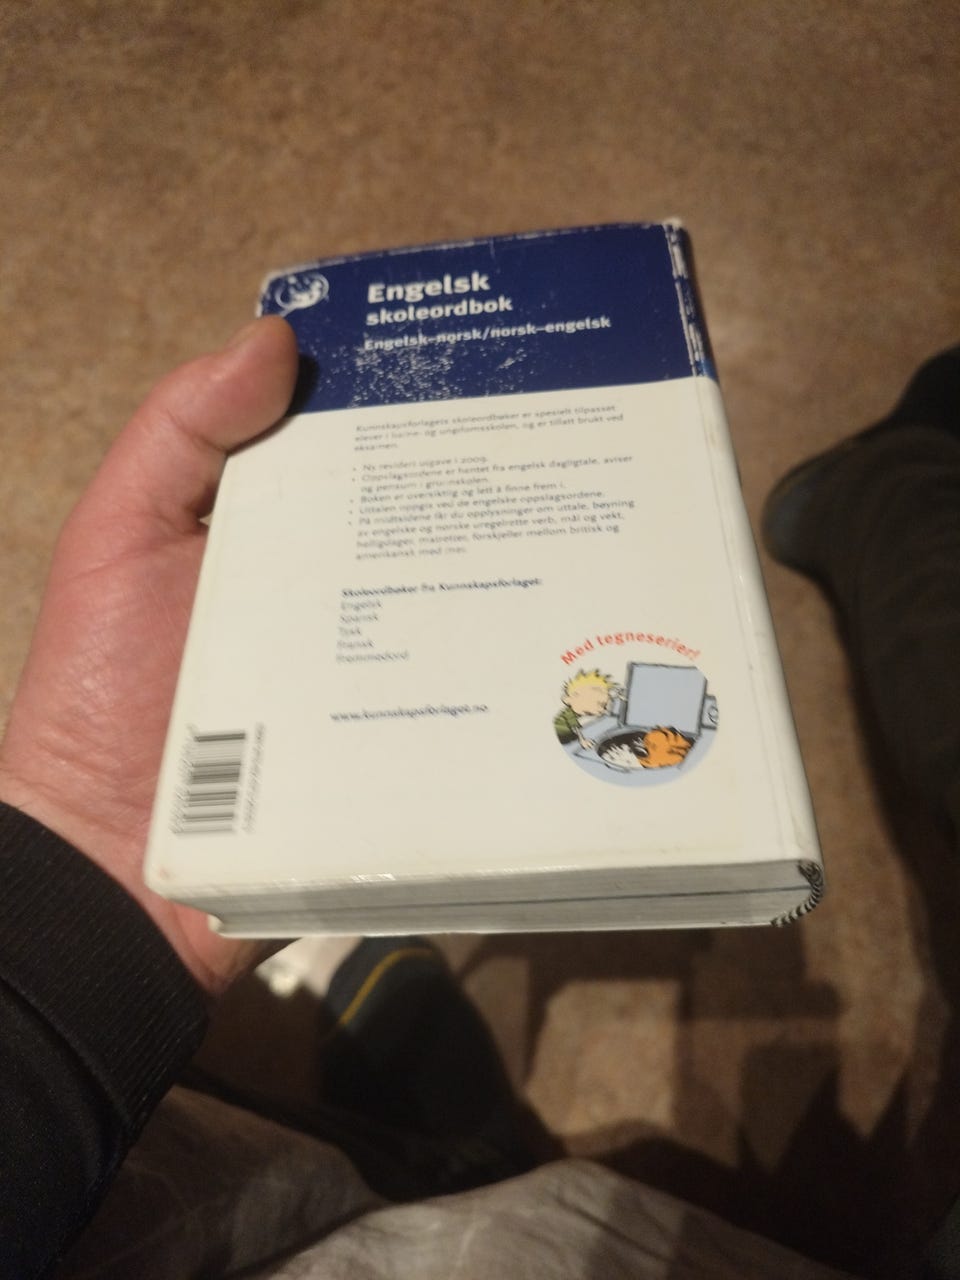 Engelsk
skoleordbok
Engelsk–norsk/norsk–engelsk
Kunnskapsforlagets skoleordbøker er spesielt tilpasset
elever i barne- og ungdomsskolen, og er tillatt brukt ved
eksamen.
• Ny revidert utgave i 2009.
• Oppslagsordene er hentet fra engelsk dagligtale, aviser
og pensum i grunnskolen.
• Boken er oversiktlig og lett å finne frem i.
• Uttalen oppgis ved de engelske oppslagsordene.
• På midtsidene får du opplysninger om uttale, bøyning
av engelske og norske uregelrette verb, mål og vekt,
helligdager, matretter, forskjeller mellom britisk og
amerikansk med mer.
Skoleordbøker fra Kunnskapsforlaget:
Engelsk
Spansk
Tysk
Fransk
Fremmedord
Med tegneserier!
www.kunnskapsforlaget.no